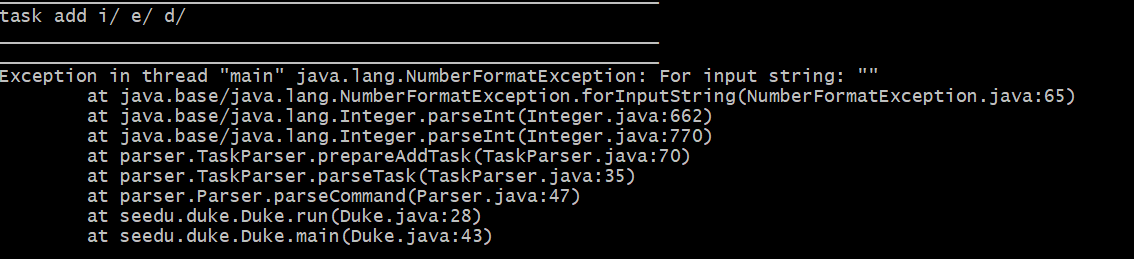 task add i/ e/ d/
Exception in thread "main" java.lang.NumberFormatException: For input string: ""
at java.base/java.lang.NumberFormatException.forInputString(NumberFormatException.java:65)
at java.base/java.lang.Integer.parseInt(Integer.java:662)
at java.base/java.lang.Integer.parseInt(Integer.java:770)
at parser.TaskParser.prepareAddTask(TaskParser.java:70)
at parser.TaskParser.parseTask(TaskParser.java:35)
at parser.Parser.parseCommand(Parser.java:47)
at seedu.duke.Duke.run(Duke.java:28)
at seedu.duke.Duke.main(Duke.java:43)